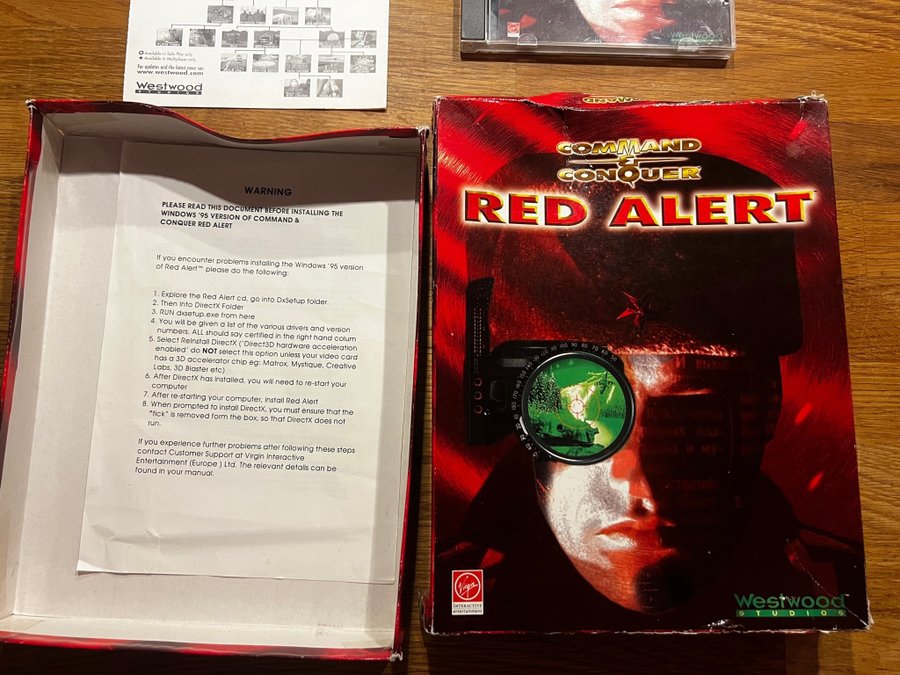 Available in Solo Play only
Available in Multiplayer only
For updates and the latest news see
www.westwood.com
Westwood
STUDIOS
Westwood
STUDIOS
WARNING
PLEASE READ THIS DOCUMENT BEFORE INSTALLING THE
WINDOWS '95 VERSION OF COMMAND &
CONQUER RED ALERT
If you encounter problems installing the Windows '95 version
of Red Alert™ please do the following:
1. Explore the Red Alert cd, go into DxSetup folder.
2. Then into DirectX Folder
3. RUN dxsetup.exe from here
4. You will be given a list of the various drivers and version
numbers, ALL should say certified in the right hand colum
5. Select Reinstall DirectX ('Direct3D hardware acceleration
enabled' do NOT select this option unless your video card
has a 3D accelerator chip eg: Matrox, Mystique, Creative
Labs, 3D Blaster etc)
6. After DirectX has installed, you will need to re-start your
computer
7. After re-starting your computer, install Red Alert
8. When prompted to install DirectX, you must ensure that the
"tick" is removed form the box, so that DirectX does not
run.
If you experience further problems after following these steps
contact Customer Support at Virgin Interactive
Entertainment (Europe ) Ltd. The relevant details can be
found in your manual.
COMMAND
&
CONQUER
RED ALERT™
Virgin
INTERACTIVE
entertainment
Westwood
STUDIOS